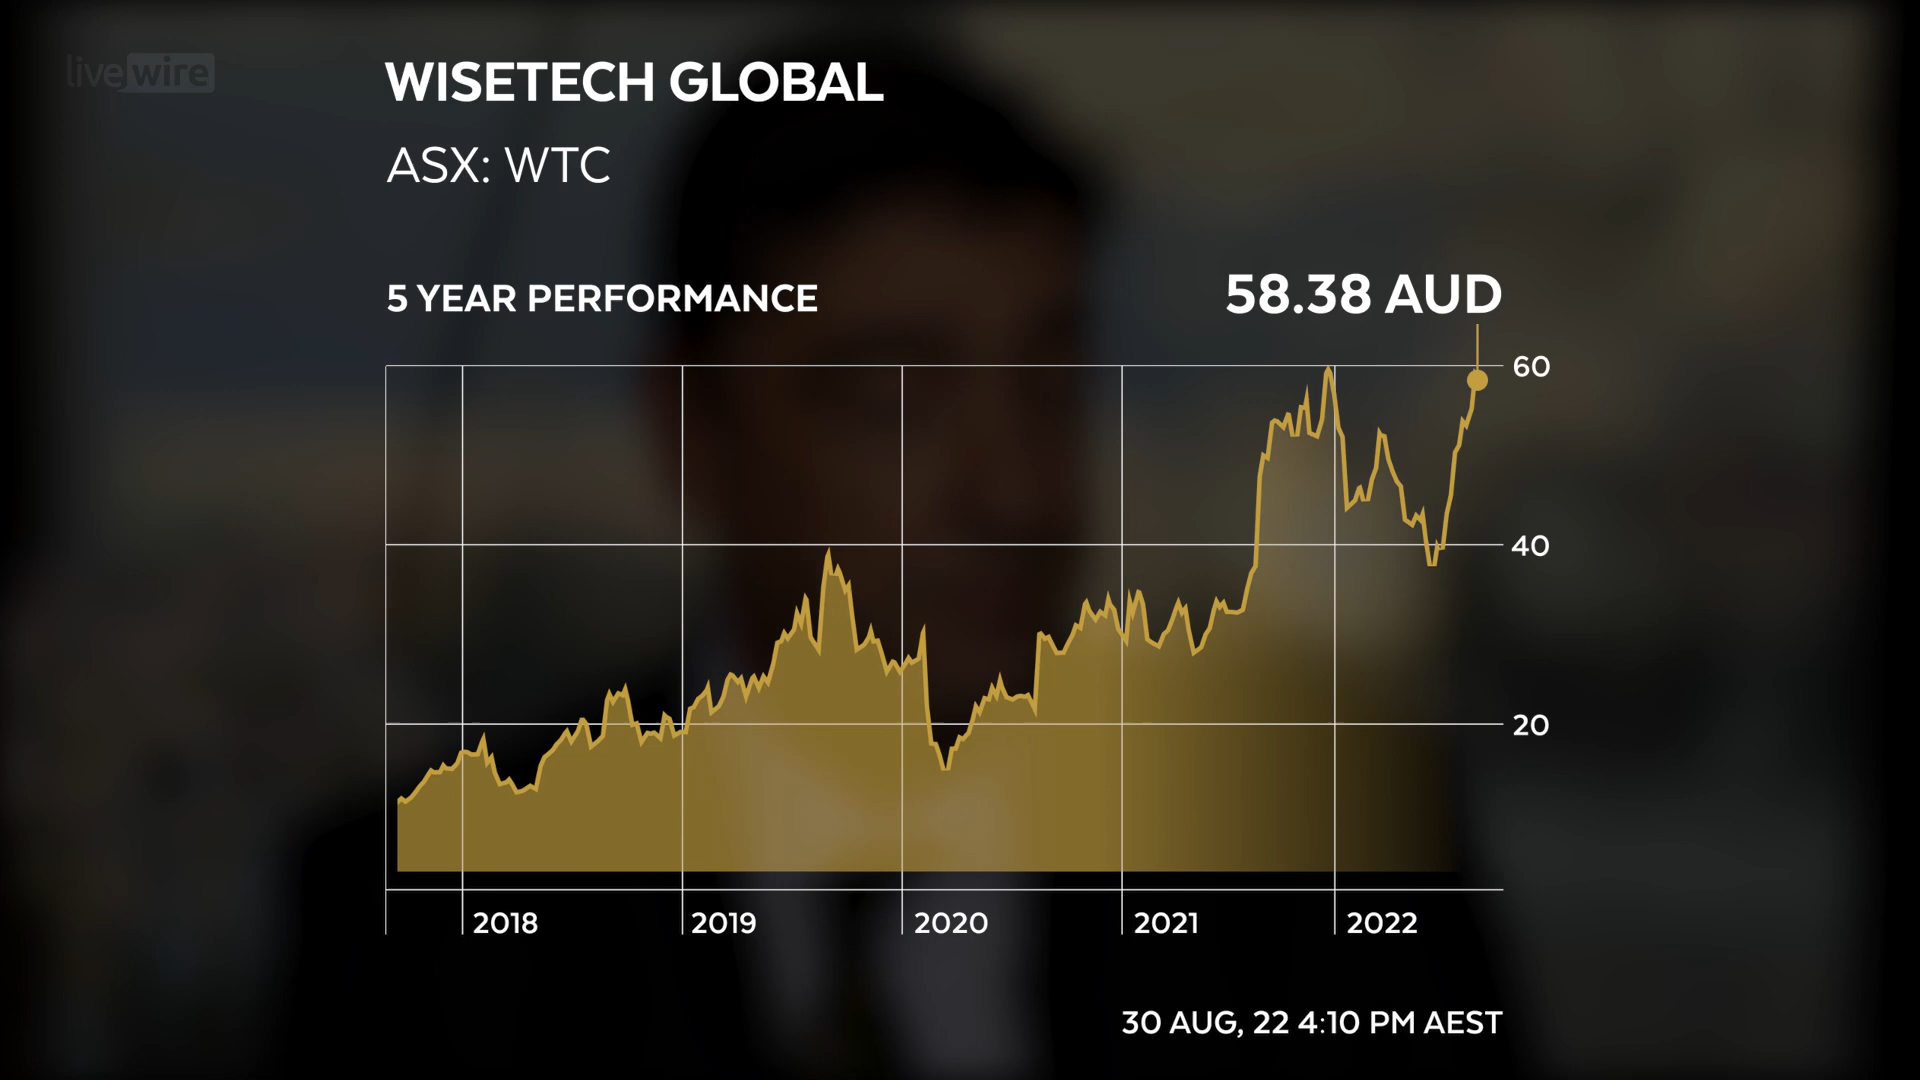 livewire
WISETECH GLOBAL
ASX: WTC
5 YEAR PERFORMANCE
58.38 AUD
60
40
20
2018 2019 2020 2021 2022
30 AUG, 22 4:10 PM AEST